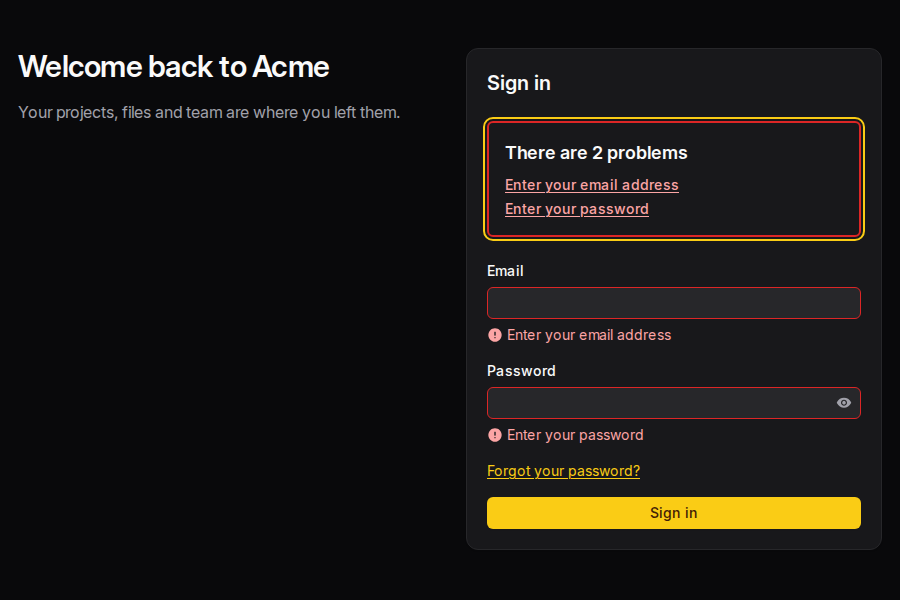 Welcome back to Acme
Your projects, files and team are where you left them.
Sign in
There are 2 problems
Enter your email address
Enter your password
Email
Enter your email address
Password
Enter your password
Forgot your password?
Sign in